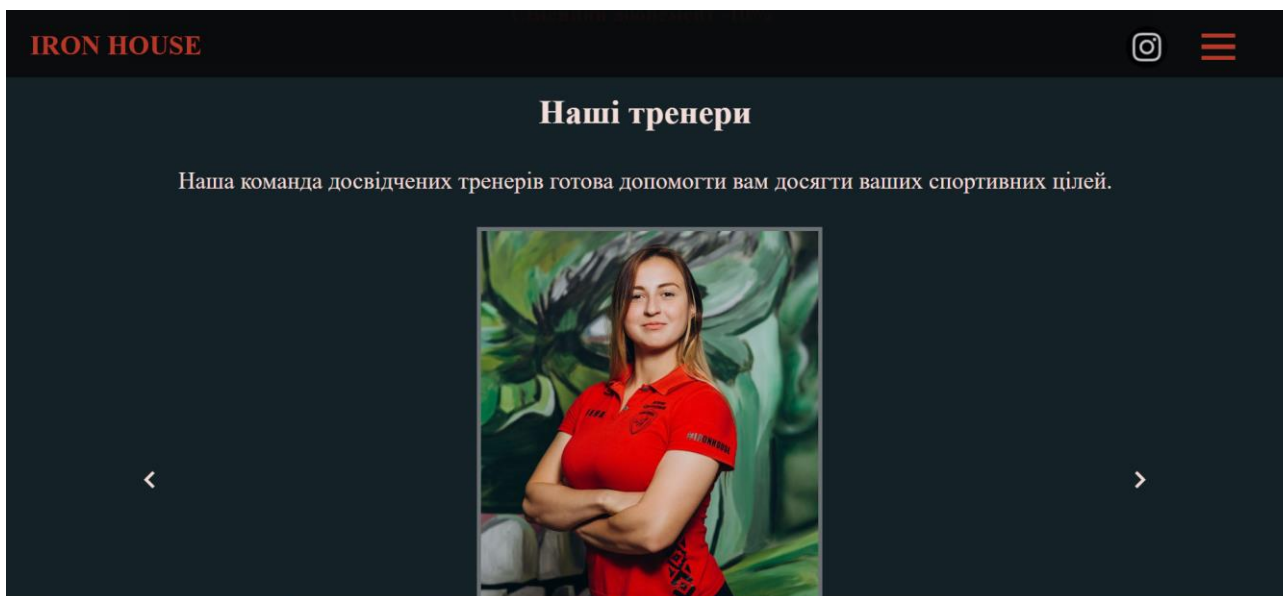 IRON HOUSE
Наші тренери
Наша команда досвідчених тренерів готова допомогти вам досягти ваших спортивних цілей.